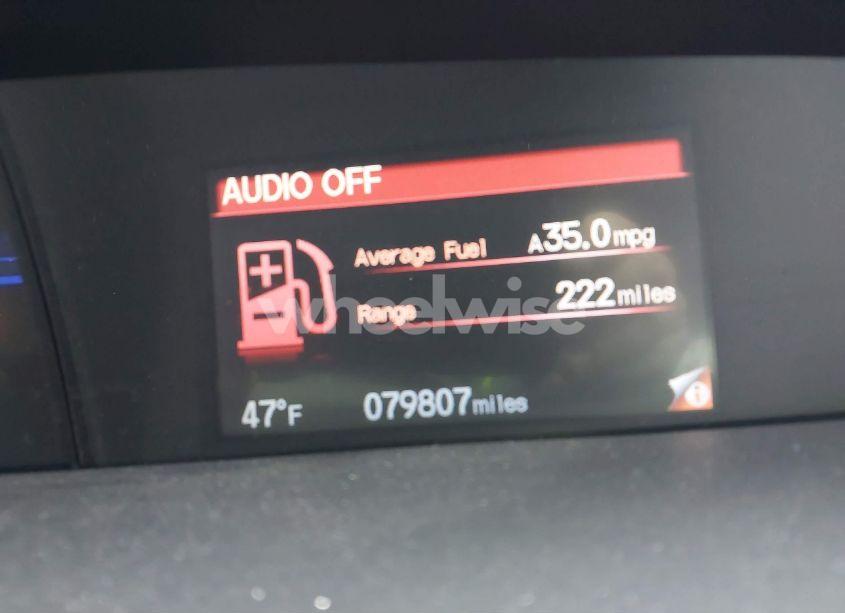 AUDIO OFF
Average Fuel A35.0mpg
Range 222miles
wheelwise
47°F 079807miles